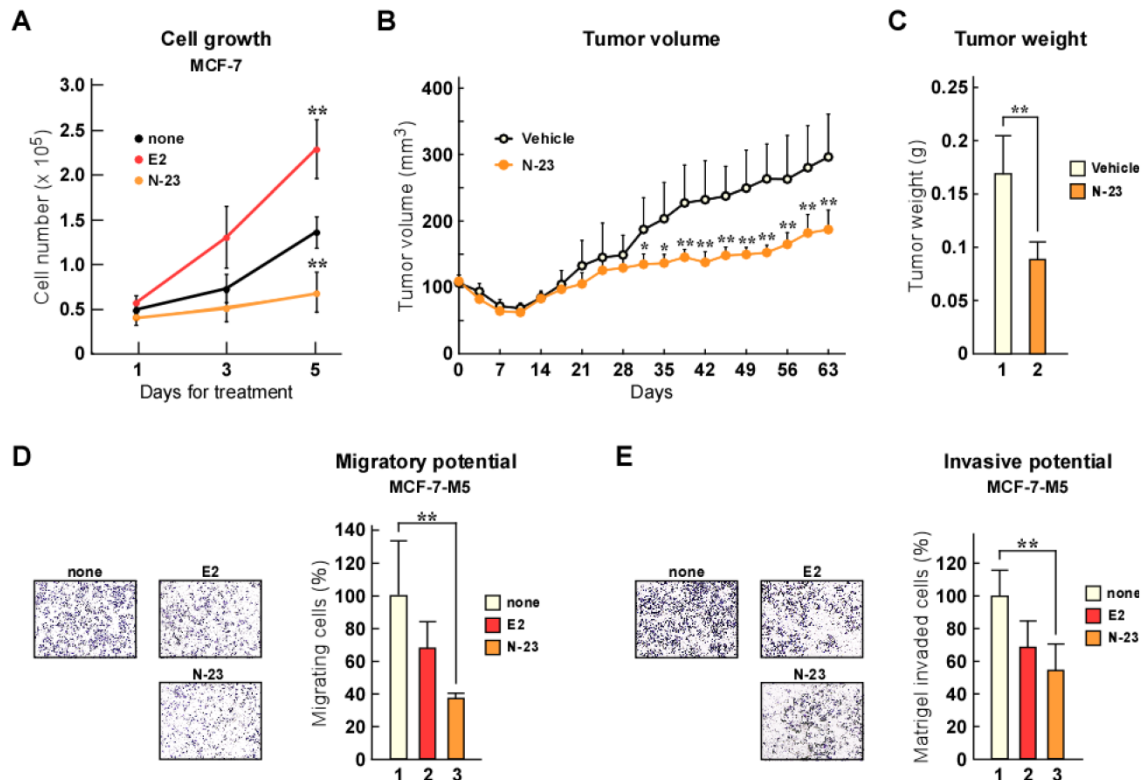 A
Cell growth
MCF-7
Cell number (x 10⁵)
3.0
2.5
2.0
1.5
1.0
0.5
0
none
E2
N-23
**
**
1
3
5
Days for treatment
B
Tumor volume
Tumor volume (mm³)
400
300
200
100
0
Vehicle
N-23
* * ** ** ** ** ** ** ** **
0 7 14 21 28 35 42 49 56 63
Days
C
Tumor weight
Tumor weight (g)
0.25
0.2
0.15
0.1
0.05
0
**
Vehicle
N-23
1 2
D
none
E2
N-23
Migratory potential
MCF-7-M5
Migrating cells (%)
140
120
100
80
60
40
20
0
**
none
E2
N-23
1 2 3
E
none
E2
N-23
Invasive potential
MCF-7-M5
Matrigel invaded cells (%)
120
100
80
60
40
20
0
**
none
E2
N-23
1 2 3